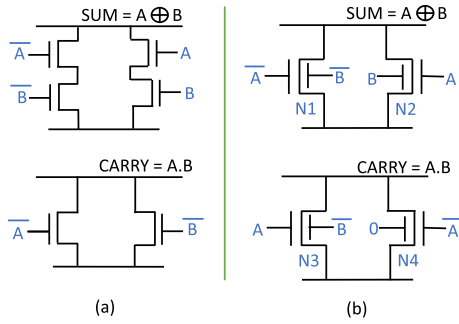 SUM = A ⊕ B
A̅
A
B̅
B
CARRY = A.B
A̅
B̅
(a)
SUM = A ⊕ B
A̅
B̅
B
A
N1
N2
CARRY = A.B
A
B̅
0
A̅
N3
N4
(b)